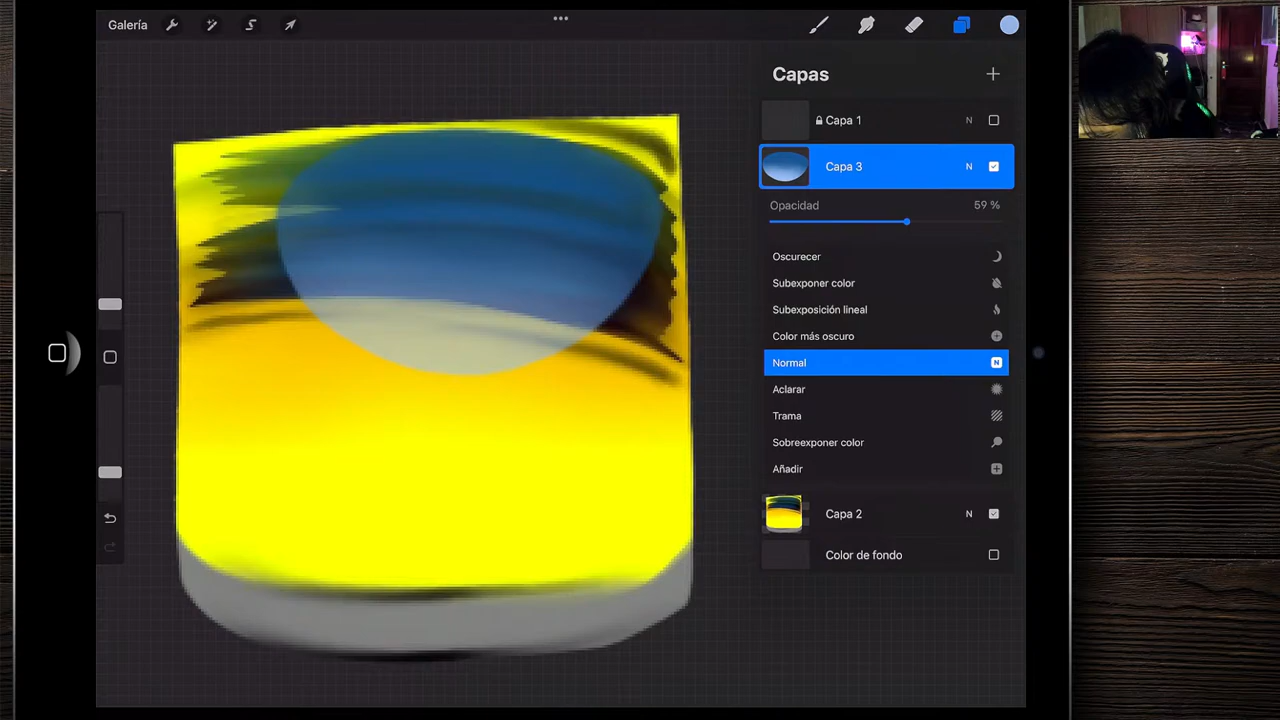 Galería
Capas
Capa 1 N
Capa 3 N
Opacidad 59 %
Oscurecer
Subexponer color
Subexposición lineal
Color más oscuro
Normal N
Aclarar
Trama
Sobreexponer color
Añadir
Capa 2 N
Color de fondo